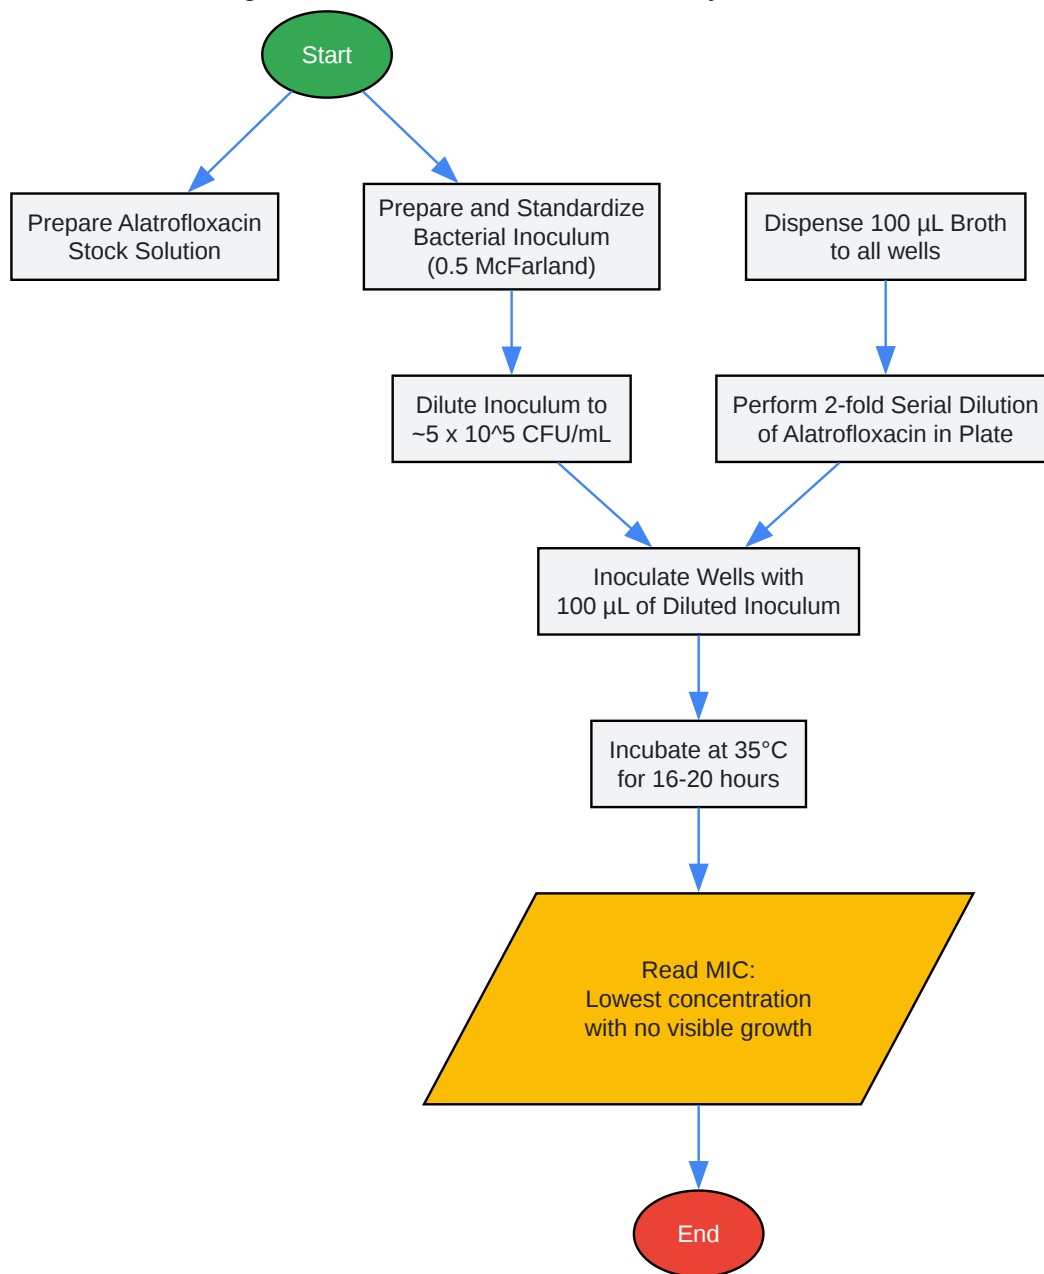 Start
Prepare Alatrofloxacin
Stock Solution
Prepare and Standardize
Bacterial Inoculum
(0.5 McFarland)
Dispense 100 µL Broth
to all wells
Dilute Inoculum to
~5 x 10^5 CFU/mL
Perform 2-fold Serial Dilution
of Alatrofloxacin in Plate
Inoculate Wells with
100 µL of Diluted Inoculum
Incubate at 35°C
for 16-20 hours
Read MIC:
Lowest concentration
with no visible growth
End